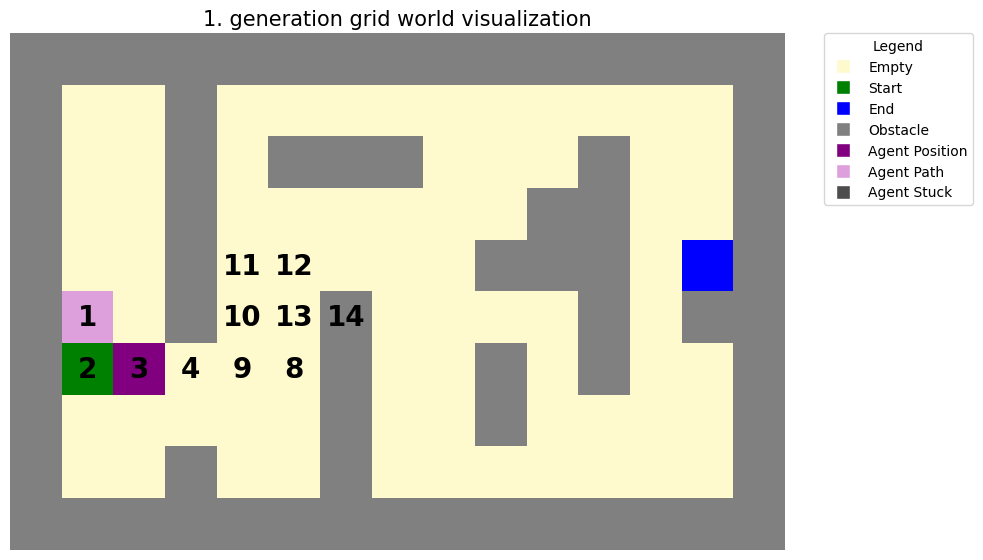 1. generation grid world visualization
Legend
Empty
Start
End
Obstacle
Agent Position
Agent Path
Agent Stuck
11 12
1 10 13 14
2 3 4 9 8